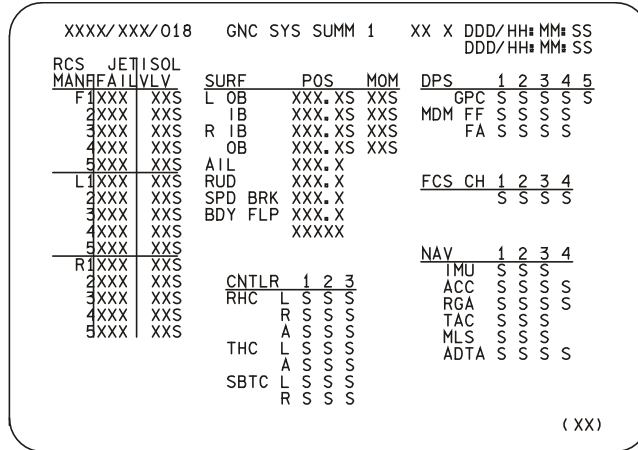 XXXX/XXX/018 GNC SYS SUMM 1 XX X DDD/HH:MM:SS
DDD/HH:MM:SS
RCS JET ISOL
MANF FAIL VLV
F1 XXX XXS
2 XXX XXS
3 XXX XXS
4 XXX XXS
5 XXX XXS
L1 XXX XXS
2 XXX XXS
3 XXX XXS
4 XXX XXS
5 XXX XXS
R1 XXX XXS
2 XXX XXS
3 XXX XXS
4 XXX XXS
5 XXX XXS
SURF POS MOM
L OB XXX.XS XXS
IB XXX.XS XXS
R IB XXX.XS XXS
OB XXX.XS XXS
AIL XXX.X
RUD XXX.X
SPD BRK XXX.X
BDY FLP XXX.X
XXXXX
CNTLR 1 2 3
RHC L S S S
R S S S
A S S S
THC L S S S
A S S S
SBTC L S S S
R S S S
DPS 1 2 3 4 5
GPC S S S S S
MDM FF S S S S
FA S S S S
FCS CH 1 2 3 4
S S S S
NAV 1 2 3 4
IMU S S S
ACC S S S S
RGA S S S S
TAC S S S
MLS S S S
ADTA S S S S
(XX)